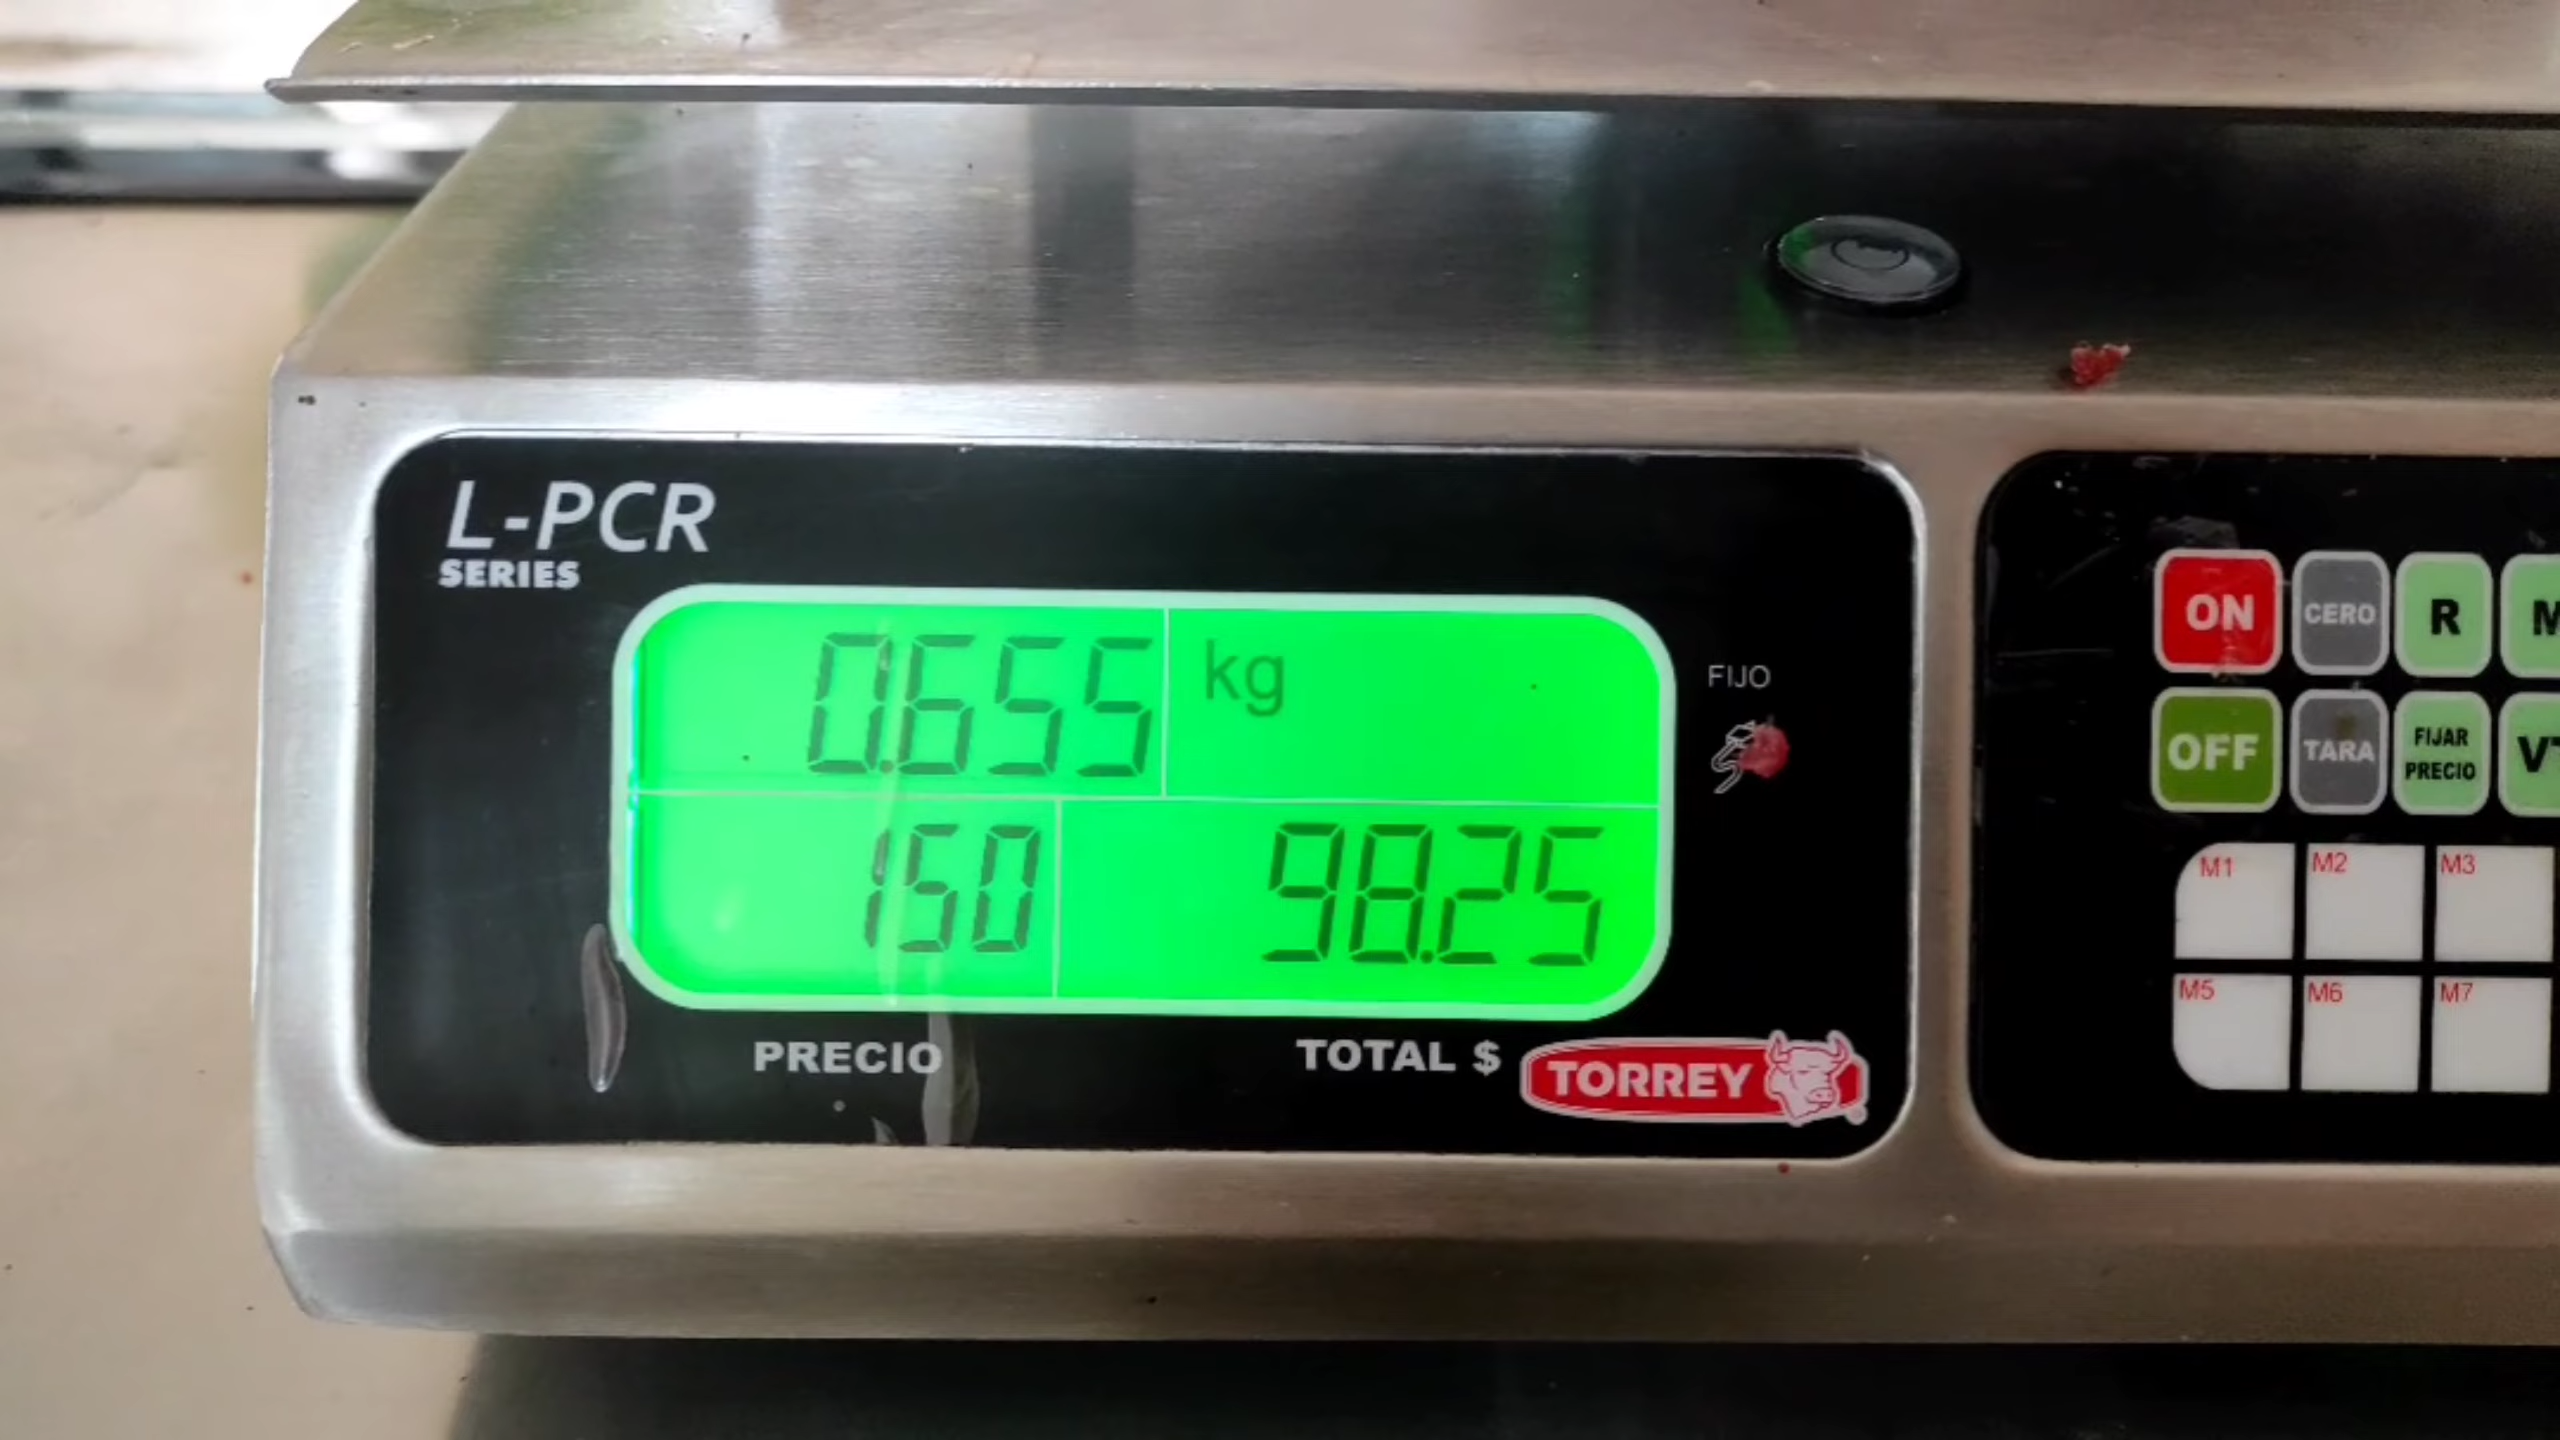 L-PCR
SERIES
0.655 kg
150 98.25
PRECIO TOTAL $
TORREY
FIJO
ON CERO R
OFF TARA FIJAR PRECIO
M1 M2 M3
M5 M6 M7